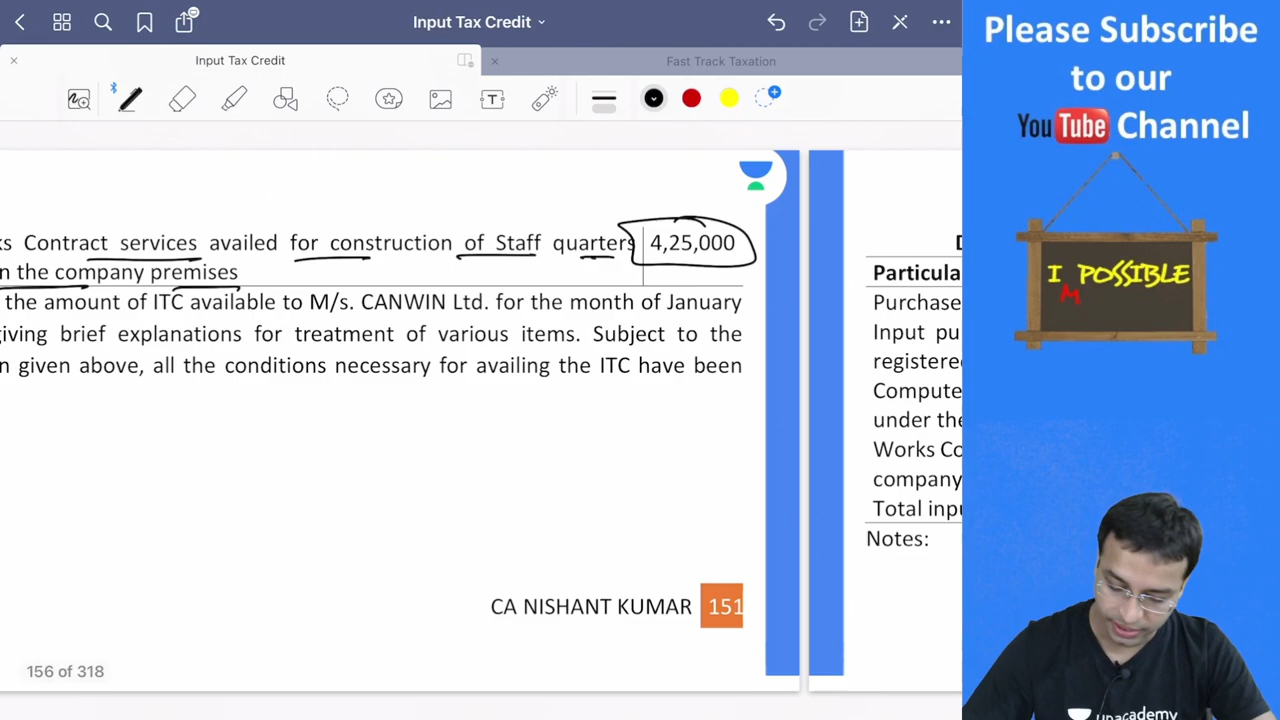 Input Tax Credit
Input Tax Credit
Fast Track Taxation
T
Contract services availed for construction of Staff quarters 4,25,000
n the company premises
the amount of ITC available to M/s. CANWIN Ltd. for the month of January
giving brief explanations for treatment of various items. Subject to the
n given above, all the conditions necessary for availing the ITC have been
CA NISHANT KUMAR 151
156 of 318
Particula
Purchase
Input pu
registere
Compute
under the
Works Co
company
Total inpu
Notes:
Please Subscribe
to our
YouTube Channel
I POSSIBLE
M
unacademy